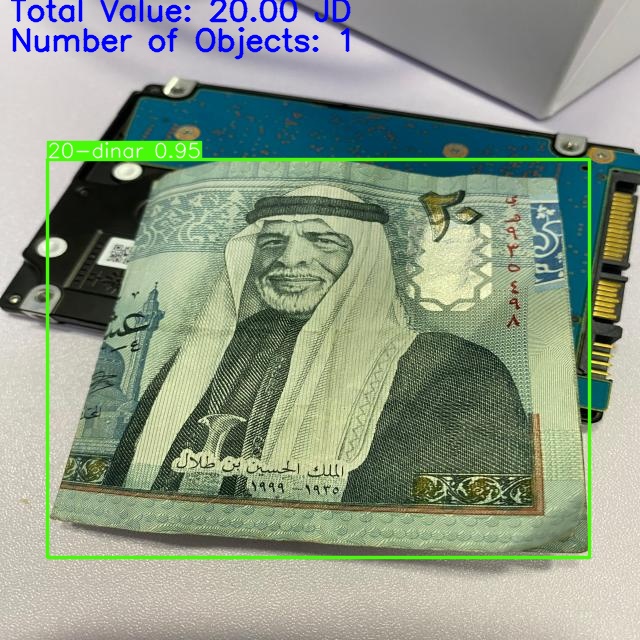 Total Value: 20.00 JD
Number of Objects: 1
20-dinar 0.95
٢٠
الملك الحسين بن طلال
١٩٣٥ - ١٩٩٩